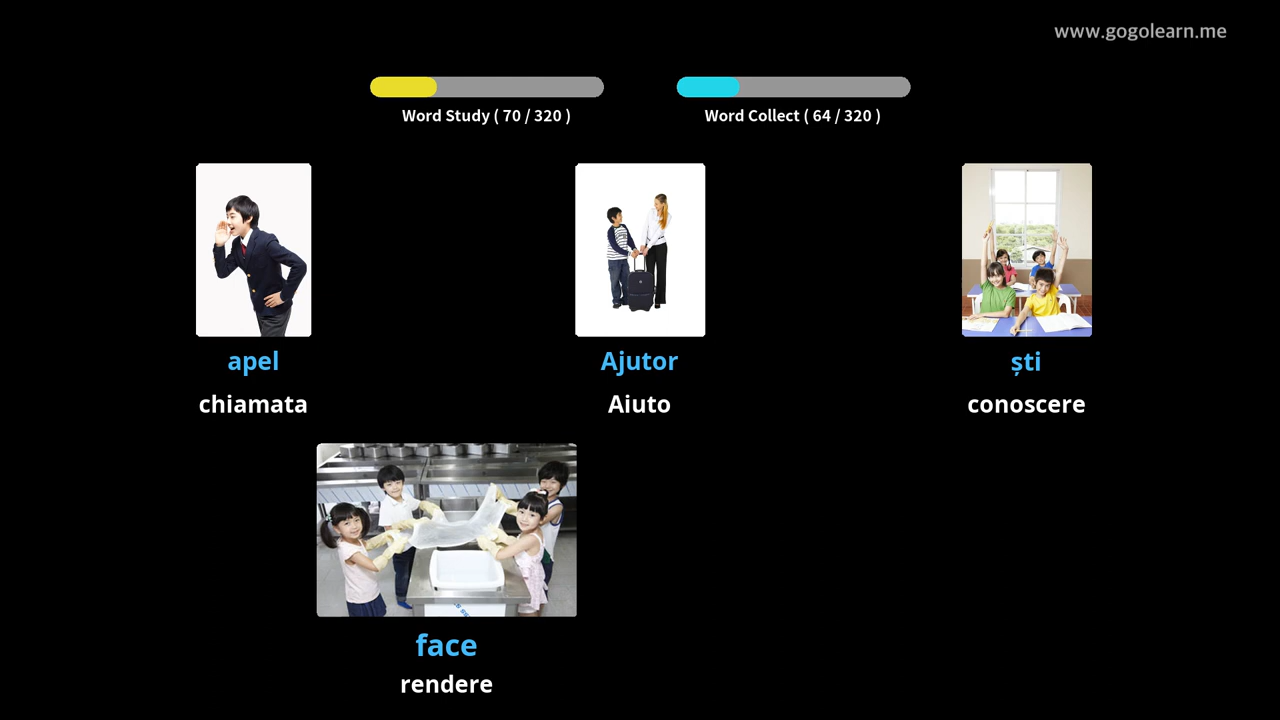 www.gogolearn.me
Word Study ( 70 / 320 )
Word Collect ( 64 / 320 )
apel
Ajutor
ști
chiamata
Aiuto
conoscere
face
rendere